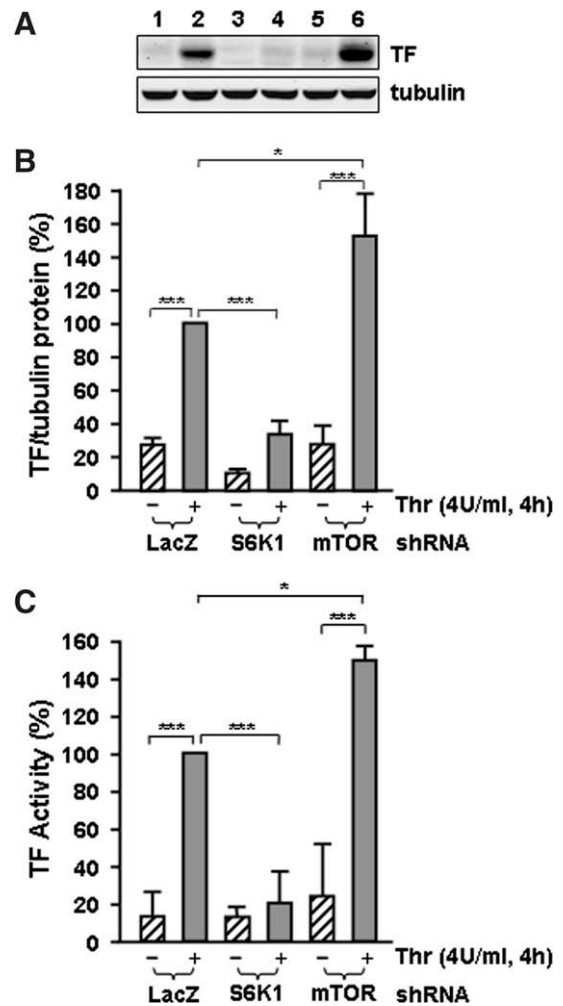 A
1 2 3 4 5 6
TF
tubulin
B
*
***
*** ***
180
160
140
120
100
80
60
40
20
0
TF/tubulin protein (%)
− + − + − + Thr (4U/ml, 4h)
LacZ S6K1 mTOR shRNA
C
*
***
*** ***
160
140
120
100
80
60
40
20
0
TF Activity (%)
− + − + − + Thr (4U/ml, 4h)
LacZ S6K1 mTOR shRNA